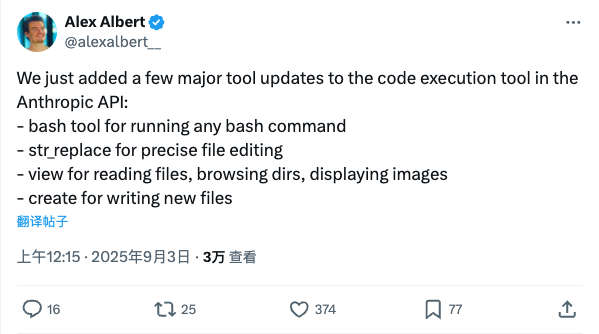 Alex Albert
@alexalbert__
We just added a few major tool updates to the code execution tool in the
Anthropic API:
- bash tool for running any bash command
- str_replace for precise file editing
- view for reading files, browsing dirs, displaying images
- create for writing new files
翻译帖子
上午12:15 · 2025年9月3日 · 3万 查看
16 25 374 77